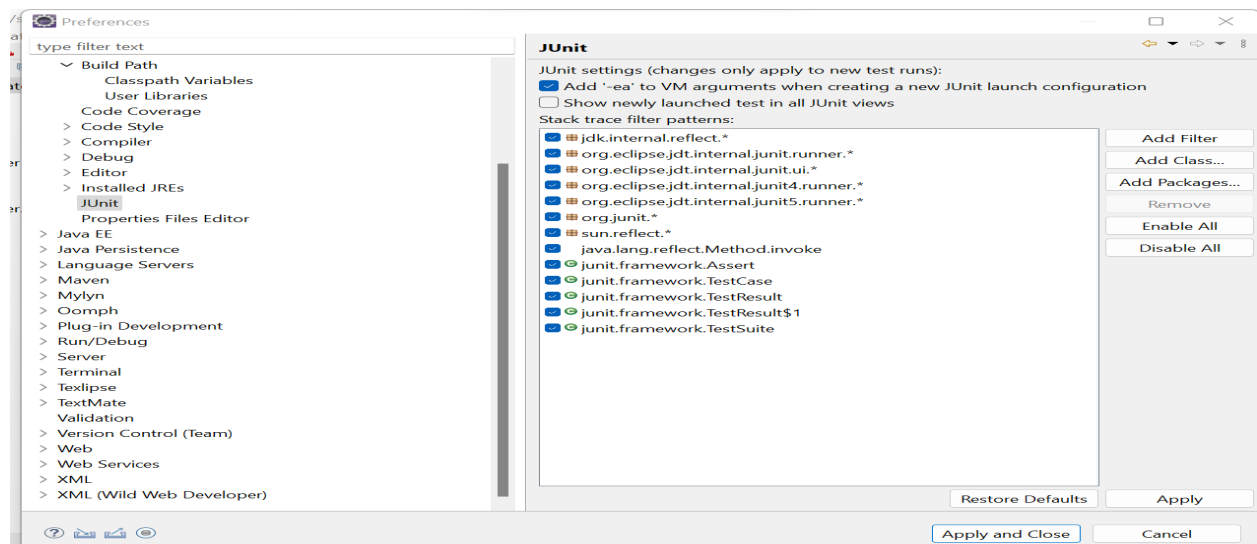 Preferences
type filter text
Build Path
Classpath Variables
User Libraries
Code Coverage
Code Style
Compiler
Debug
Editor
Installed JREs
JUnit
Properties Files Editor
Java EE
Java Persistence
Language Servers
Maven
Mylyn
Oomph
Plug-in Development
Run/Debug
Server
Terminal
Texlipse
TextMate
Validation
Version Control (Team)
Web
Web Services
XML
XML (Wild Web Developer)
JUnit
JUnit settings (changes only apply to new test runs):
Add '-ea' to VM arguments when creating a new JUnit launch configuration
Show newly launched test in all JUnit views
Stack trace filter patterns:
jdk.internal.reflect.*
org.eclipse.jdt.internal.junit.runner.*
org.eclipse.jdt.internal.junit.ui.*
org.eclipse.jdt.internal.junit4.runner.*
org.eclipse.jdt.internal.junit5.runner.*
org.junit.*
sun.reflect.*
java.lang.reflect.Method.invoke
junit.framework.Assert
junit.framework.TestCase
junit.framework.TestResult
junit.framework.TestResult$1
junit.framework.TestSuite
Add Filter
Add Class...
Add Packages...
Remove
Enable All
Disable All
Restore Defaults
Apply
Apply and Close
Cancel